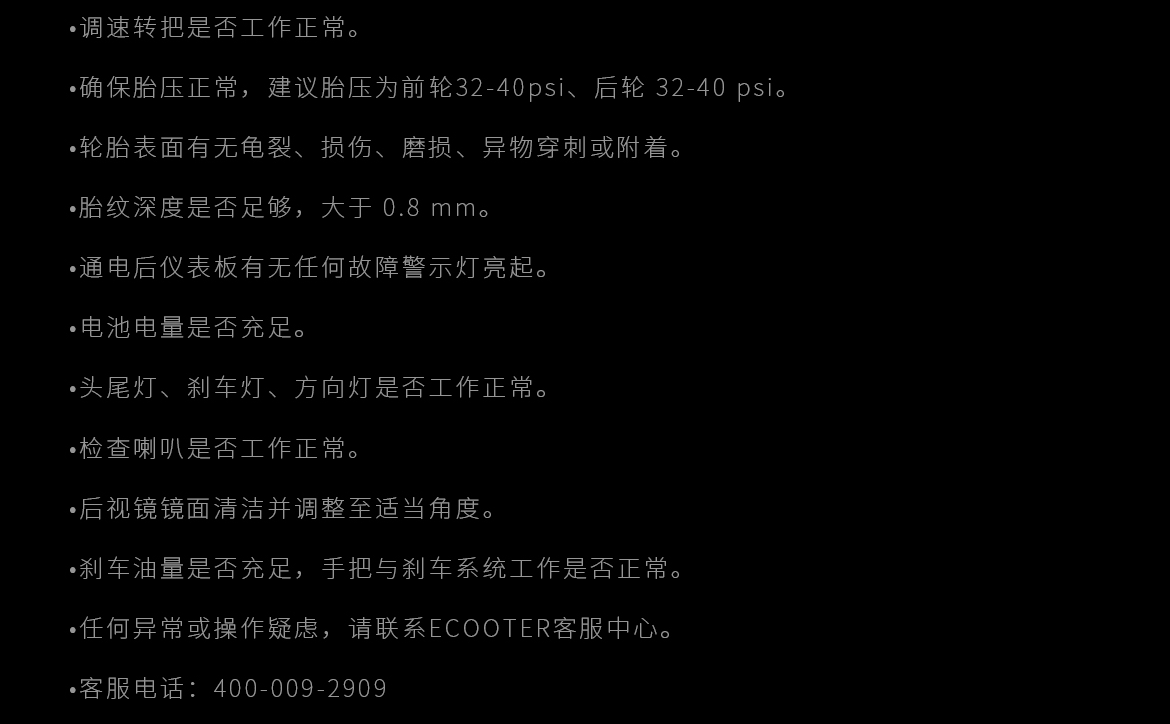 •调速转把是否工作正常。
•确保胎压正常，建议胎压为前轮32-40psi、后轮 32-40 psi。
•轮胎表面有无龟裂、损伤、磨损、异物穿刺或附着。
•胎纹深度是否足够，大于 0.8 mm。
•通电后仪表板有无任何故障警示灯亮起。
•电池电量是否充足。
•头尾灯、刹车灯、方向灯是否工作正常。
•检查喇叭是否工作正常。
•后视镜镜面清洁并调整至适当角度。
•刹车油量是否充足，手把与刹车系统工作是否正常。
•任何异常或操作疑虑，请联系ECOOTER客服中心。
•客服电话：400-009-2909